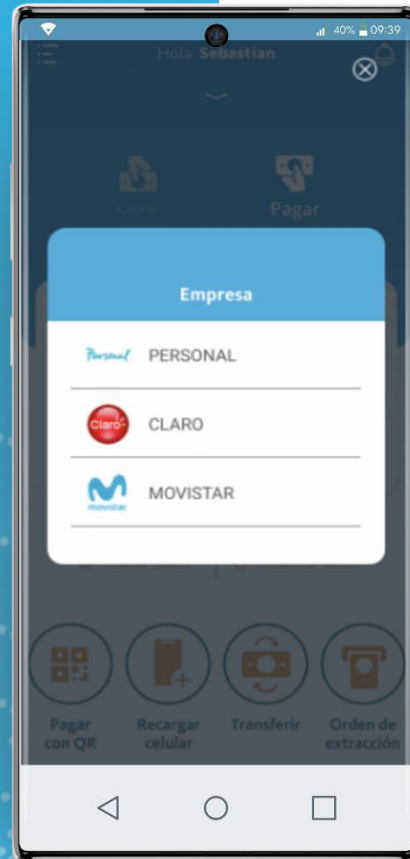 40% 09:39
Hola Sebastian
Cobrar
Pagar
Empresa
Personal PERSONAL
Claro CLARO
movistar MOVISTAR
Pagar con QR
Recargar celular
Transferir
Orden de extracción